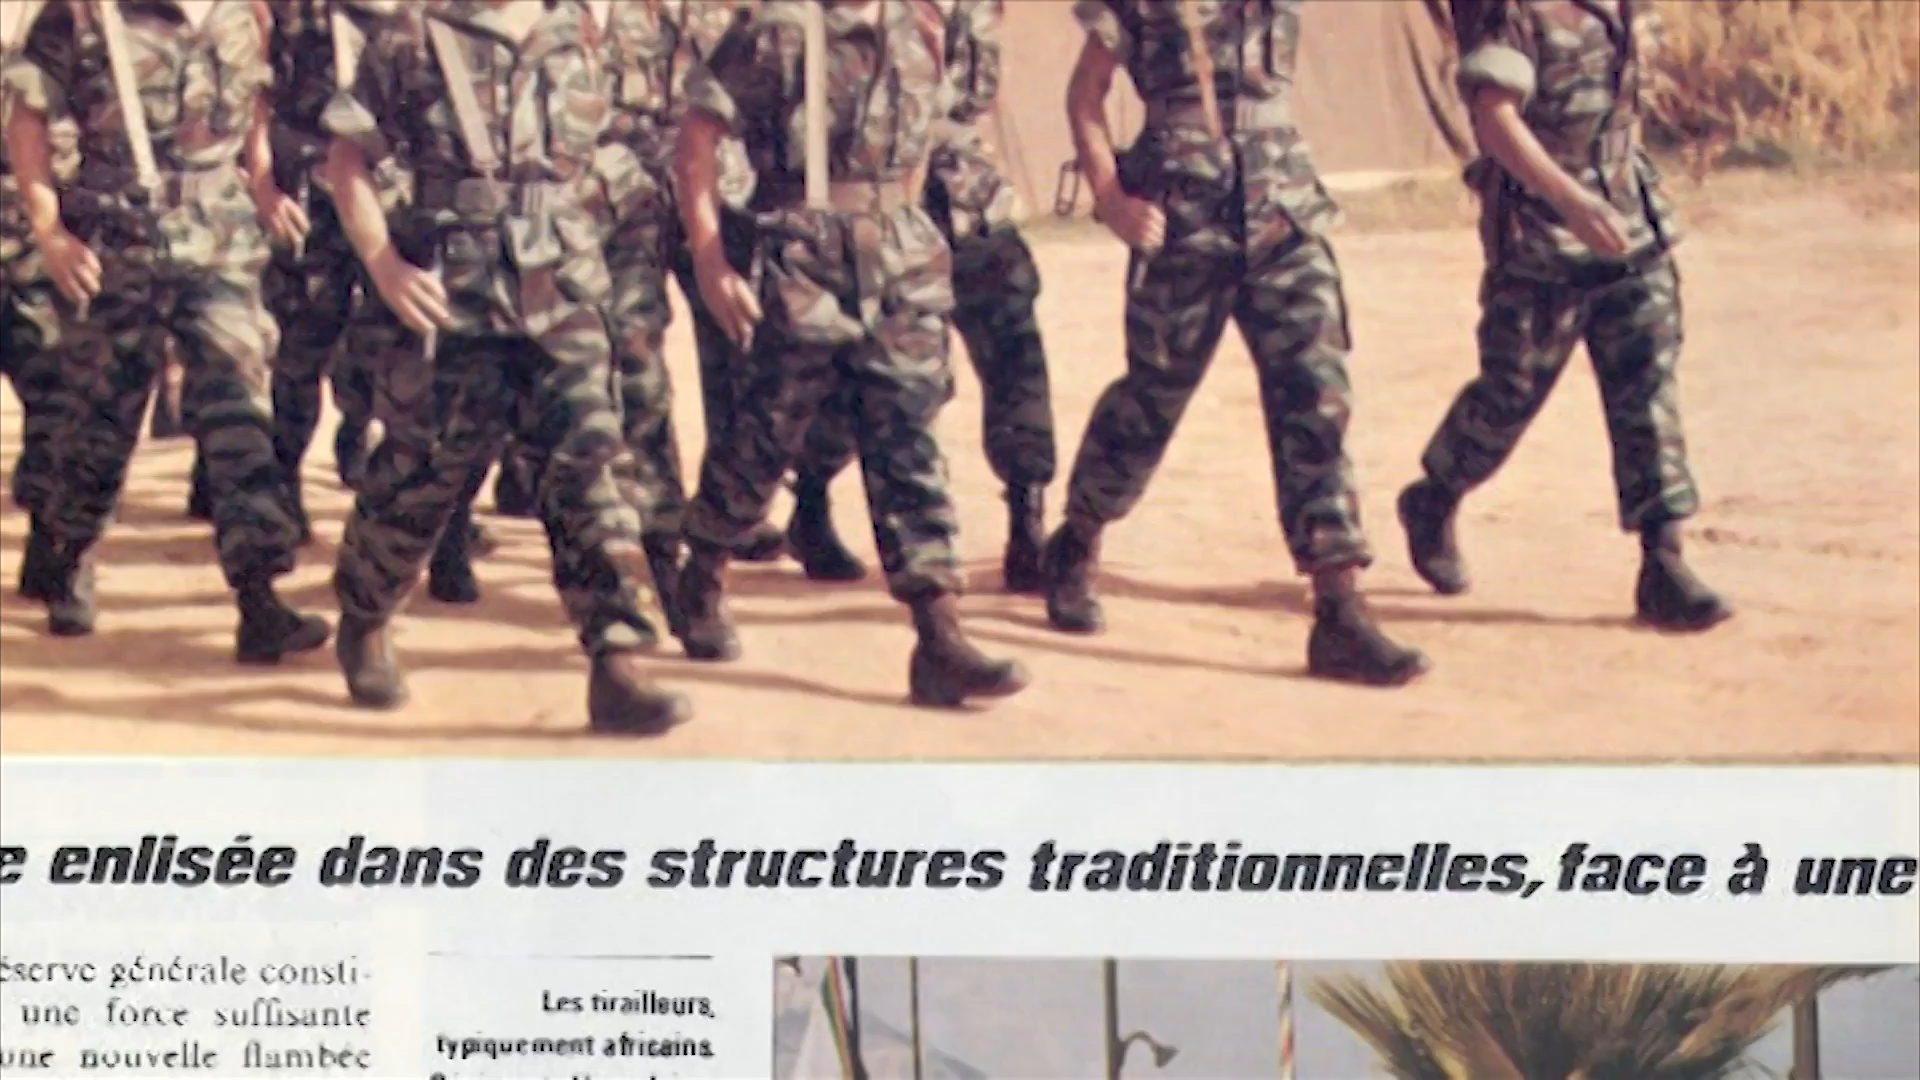 e enlisée dans des structures traditionnelles, face à une
éserve générale consti-
une force suffisante
une nouvelle flambée
Les tirailleurs,
typiquement africains